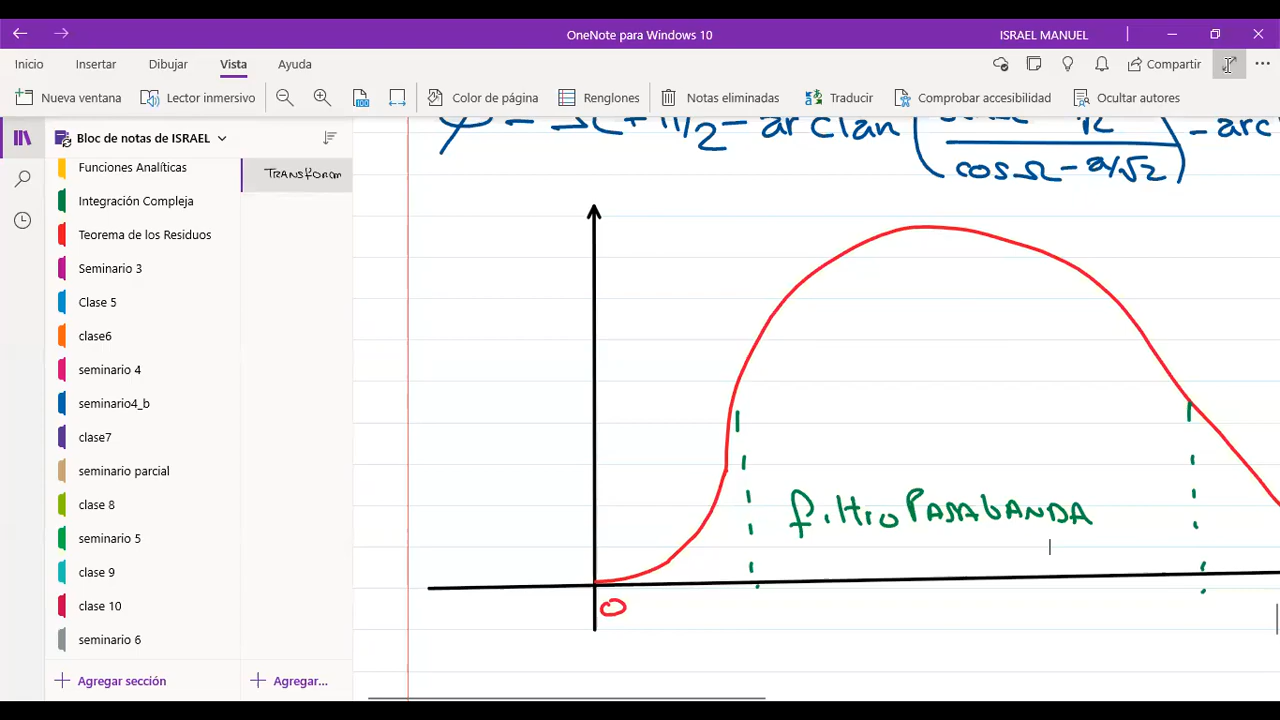 OneNote para Windows 10
ISRAEL MANUEL
Inicio
Insertar
Dibujar
Vista
Ayuda
Compartir
Nueva ventana
Lector inmersivo
Color de página
Renglones
Notas eliminadas
Traducir
Comprobar accesibilidad
Ocultar autores
Bloc de notas de ISRAEL
Funciones Analíticas
Integración Compleja
Teorema de los Residuos
Seminario 3
Clase 5
clase6
seminario 4
seminario4_b
clase7
seminario parcial
clase 8
seminario 5
clase 9
clase 10
seminario 6
Agregar sección
Agregar...
TRANSForm
φ = Ω + π/2 - arctan
cos Ω - a/√2
- arc
filtro PASABANDA
0